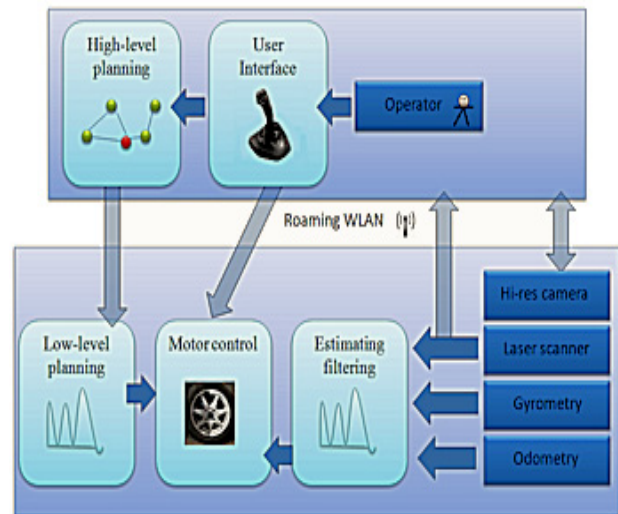 High-level
planning
User
Interface
Operator
Roaming WLAN
Hi-res camera
Low-level
planning
Motor control
Estimating
filtering
Laser scanner
Gyrometry
Odometry